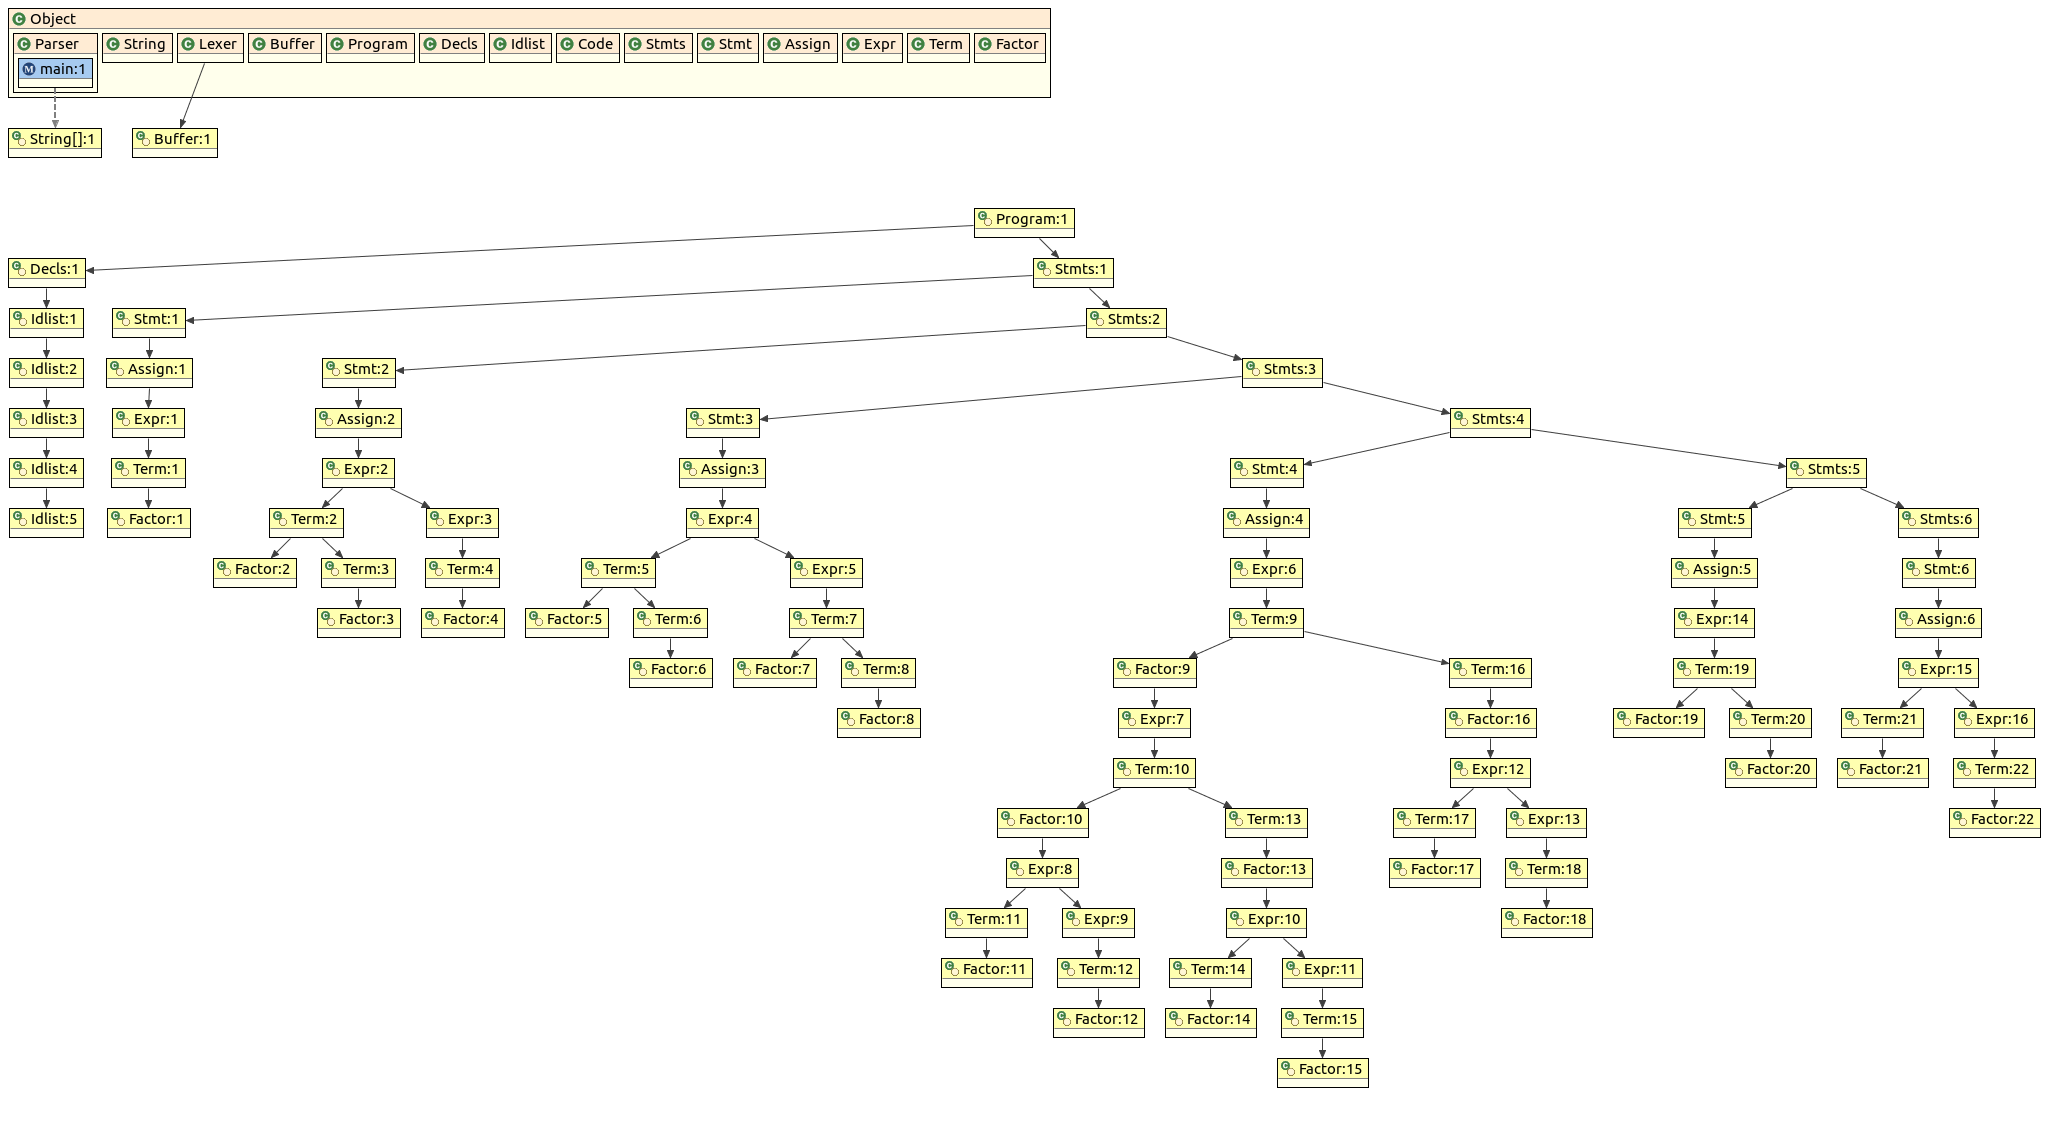 Object
Parser String Lexer Buffer Program Decls Idlist Code Stmts Stmt Assign Expr Term Factor
main:1
String[]:1 Buffer:1
Program:1
Decls:1 Stmts:1
Idlist:1 Stmt:1 Stmts:2
Idlist:2 Assign:1 Stmt:2 Stmts:3
Idlist:3 Expr:1 Assign:2 Stmt:3 Stmts:4
Idlist:4 Term:1 Expr:2 Assign:3 Stmt:4 Stmts:5
Idlist:5 Factor:1 Term:2 Expr:3 Expr:4 Assign:4 Stmt:5 Stmts:6
Factor:2 Term:3 Term:4 Term:5 Expr:5 Expr:6 Assign:5 Stmt:6
Factor:3 Factor:4 Factor:5 Term:6 Term:7 Term:9 Expr:14 Assign:6
Factor:6 Factor:7 Term:8 Factor:9 Term:16 Term:19 Expr:15
Factor:8 Expr:7 Factor:16 Factor:19 Term:20 Term:21 Expr:16
Term:10 Expr:12 Factor:20 Factor:21 Term:22
Factor:10 Term:13 Term:17 Expr:13 Factor:22
Expr:8 Factor:13 Factor:17 Term:18
Term:11 Expr:9 Expr:10 Factor:18
Factor:11 Term:12 Term:14 Expr:11
Factor:12 Factor:14 Term:15
Factor:15